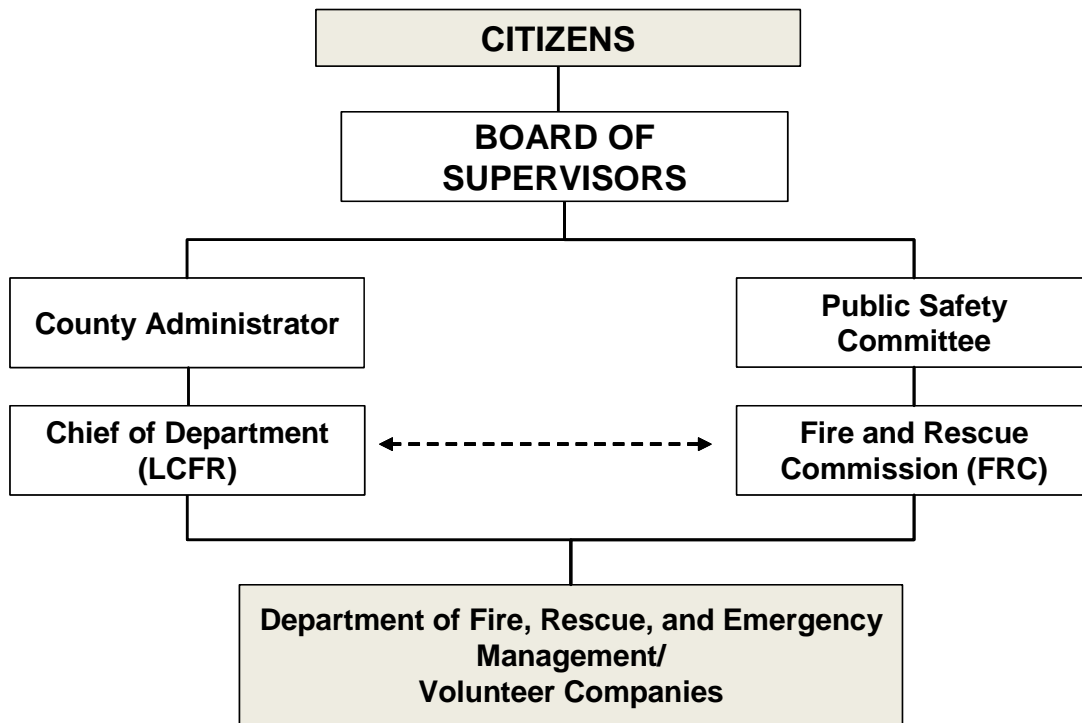 CITIZENS
BOARD OF
SUPERVISORS
County Administrator
Public Safety
Committee
Chief of Department
(LCFR)
Fire and Rescue
Commission (FRC)
Department of Fire, Rescue, and Emergency
Management/
Volunteer Companies